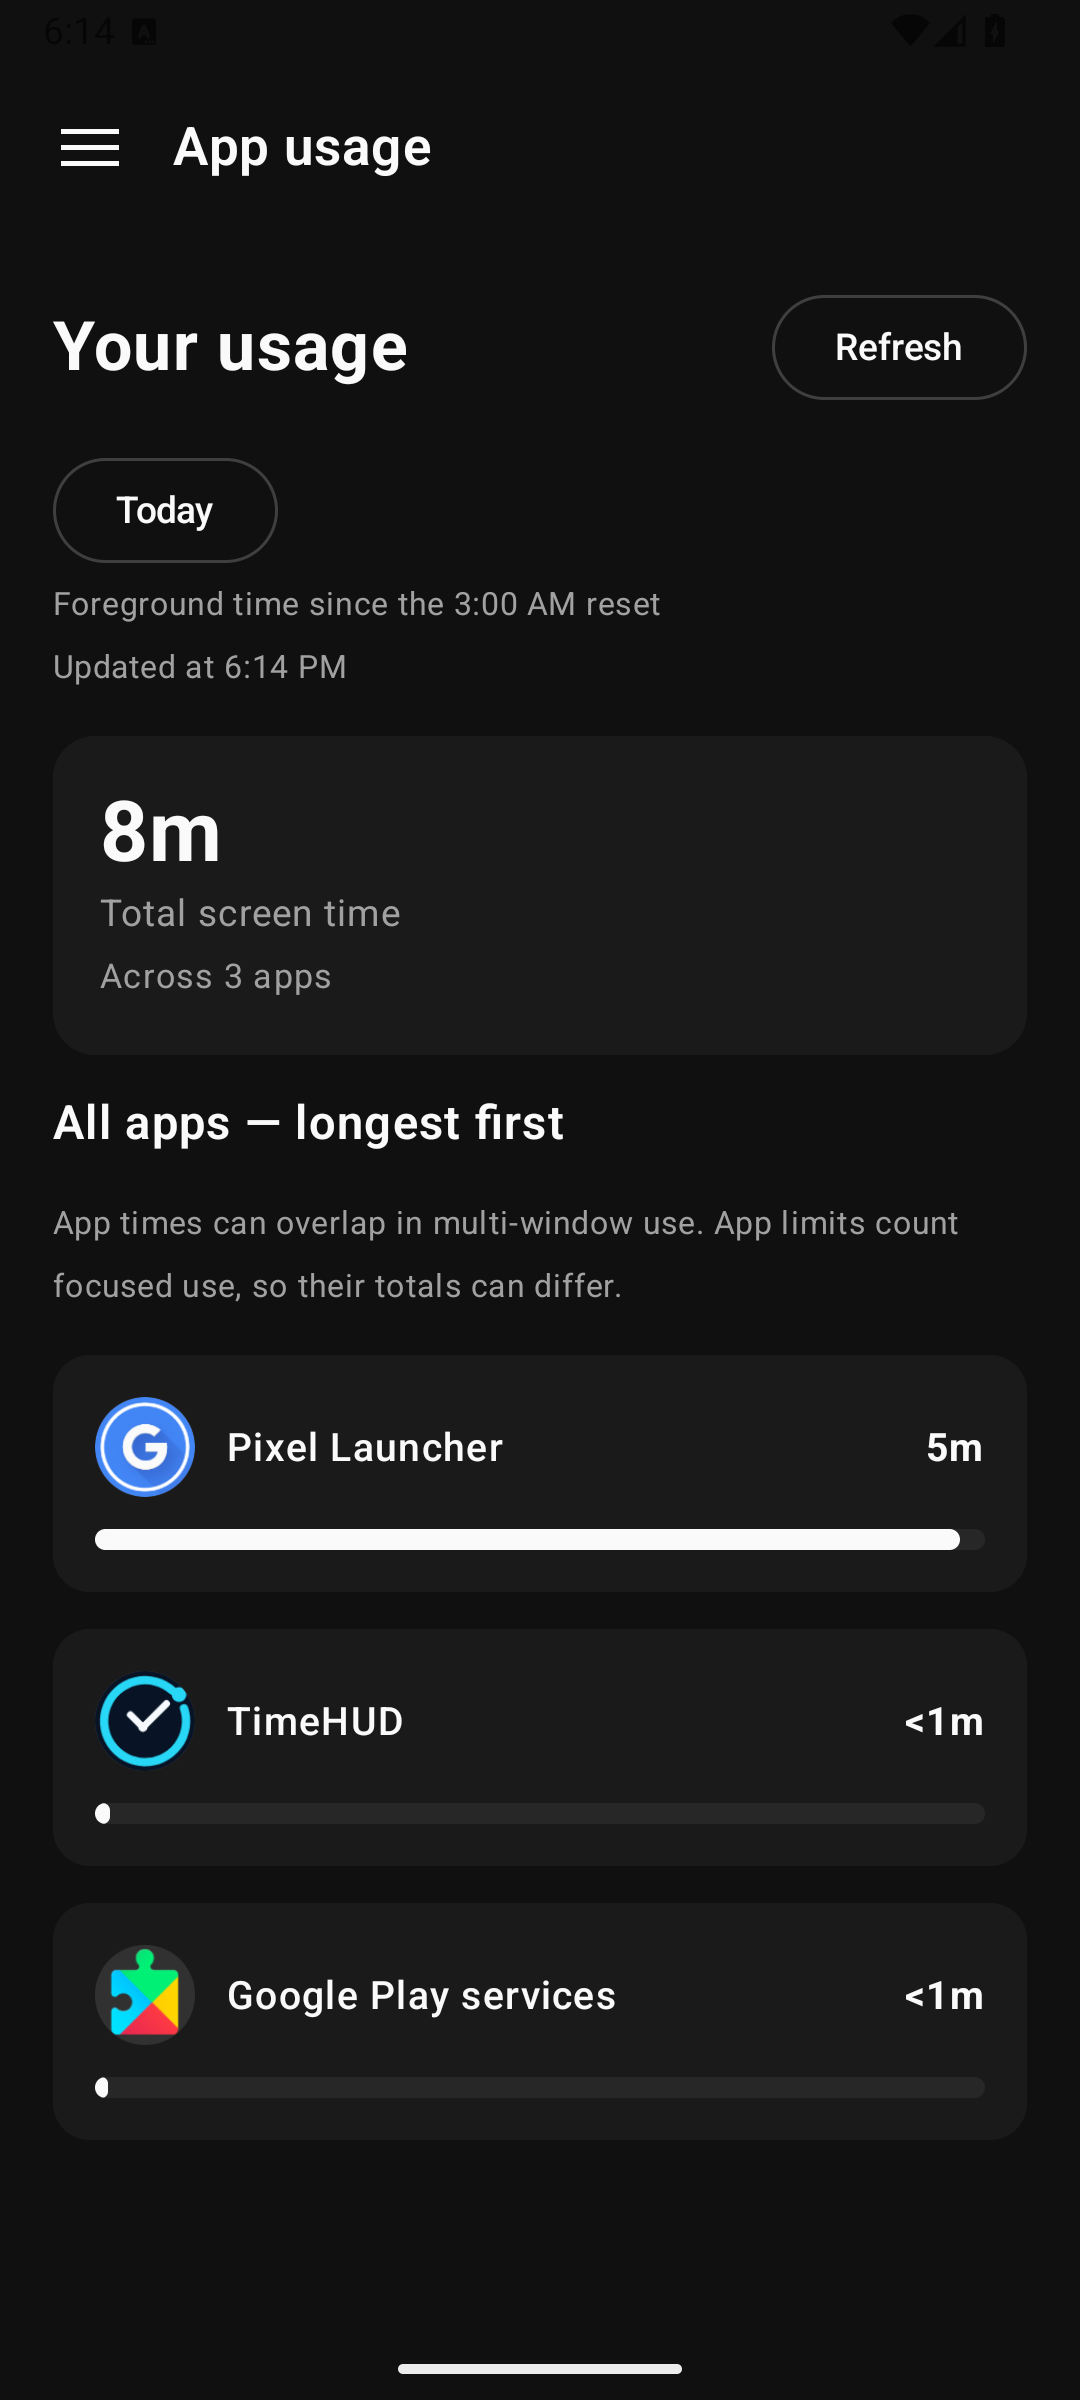 6:14
App usage
Your usage
Refresh
Today
Foreground time since the 3:00 AM reset
Updated at 6:14 PM
8m
Total screen time
Across 3 apps
All apps — longest first
App times can overlap in multi-window use. App limits count
focused use, so their totals can differ.
Pixel Launcher
5m
TimeHUD
<1m
Google Play services
<1m